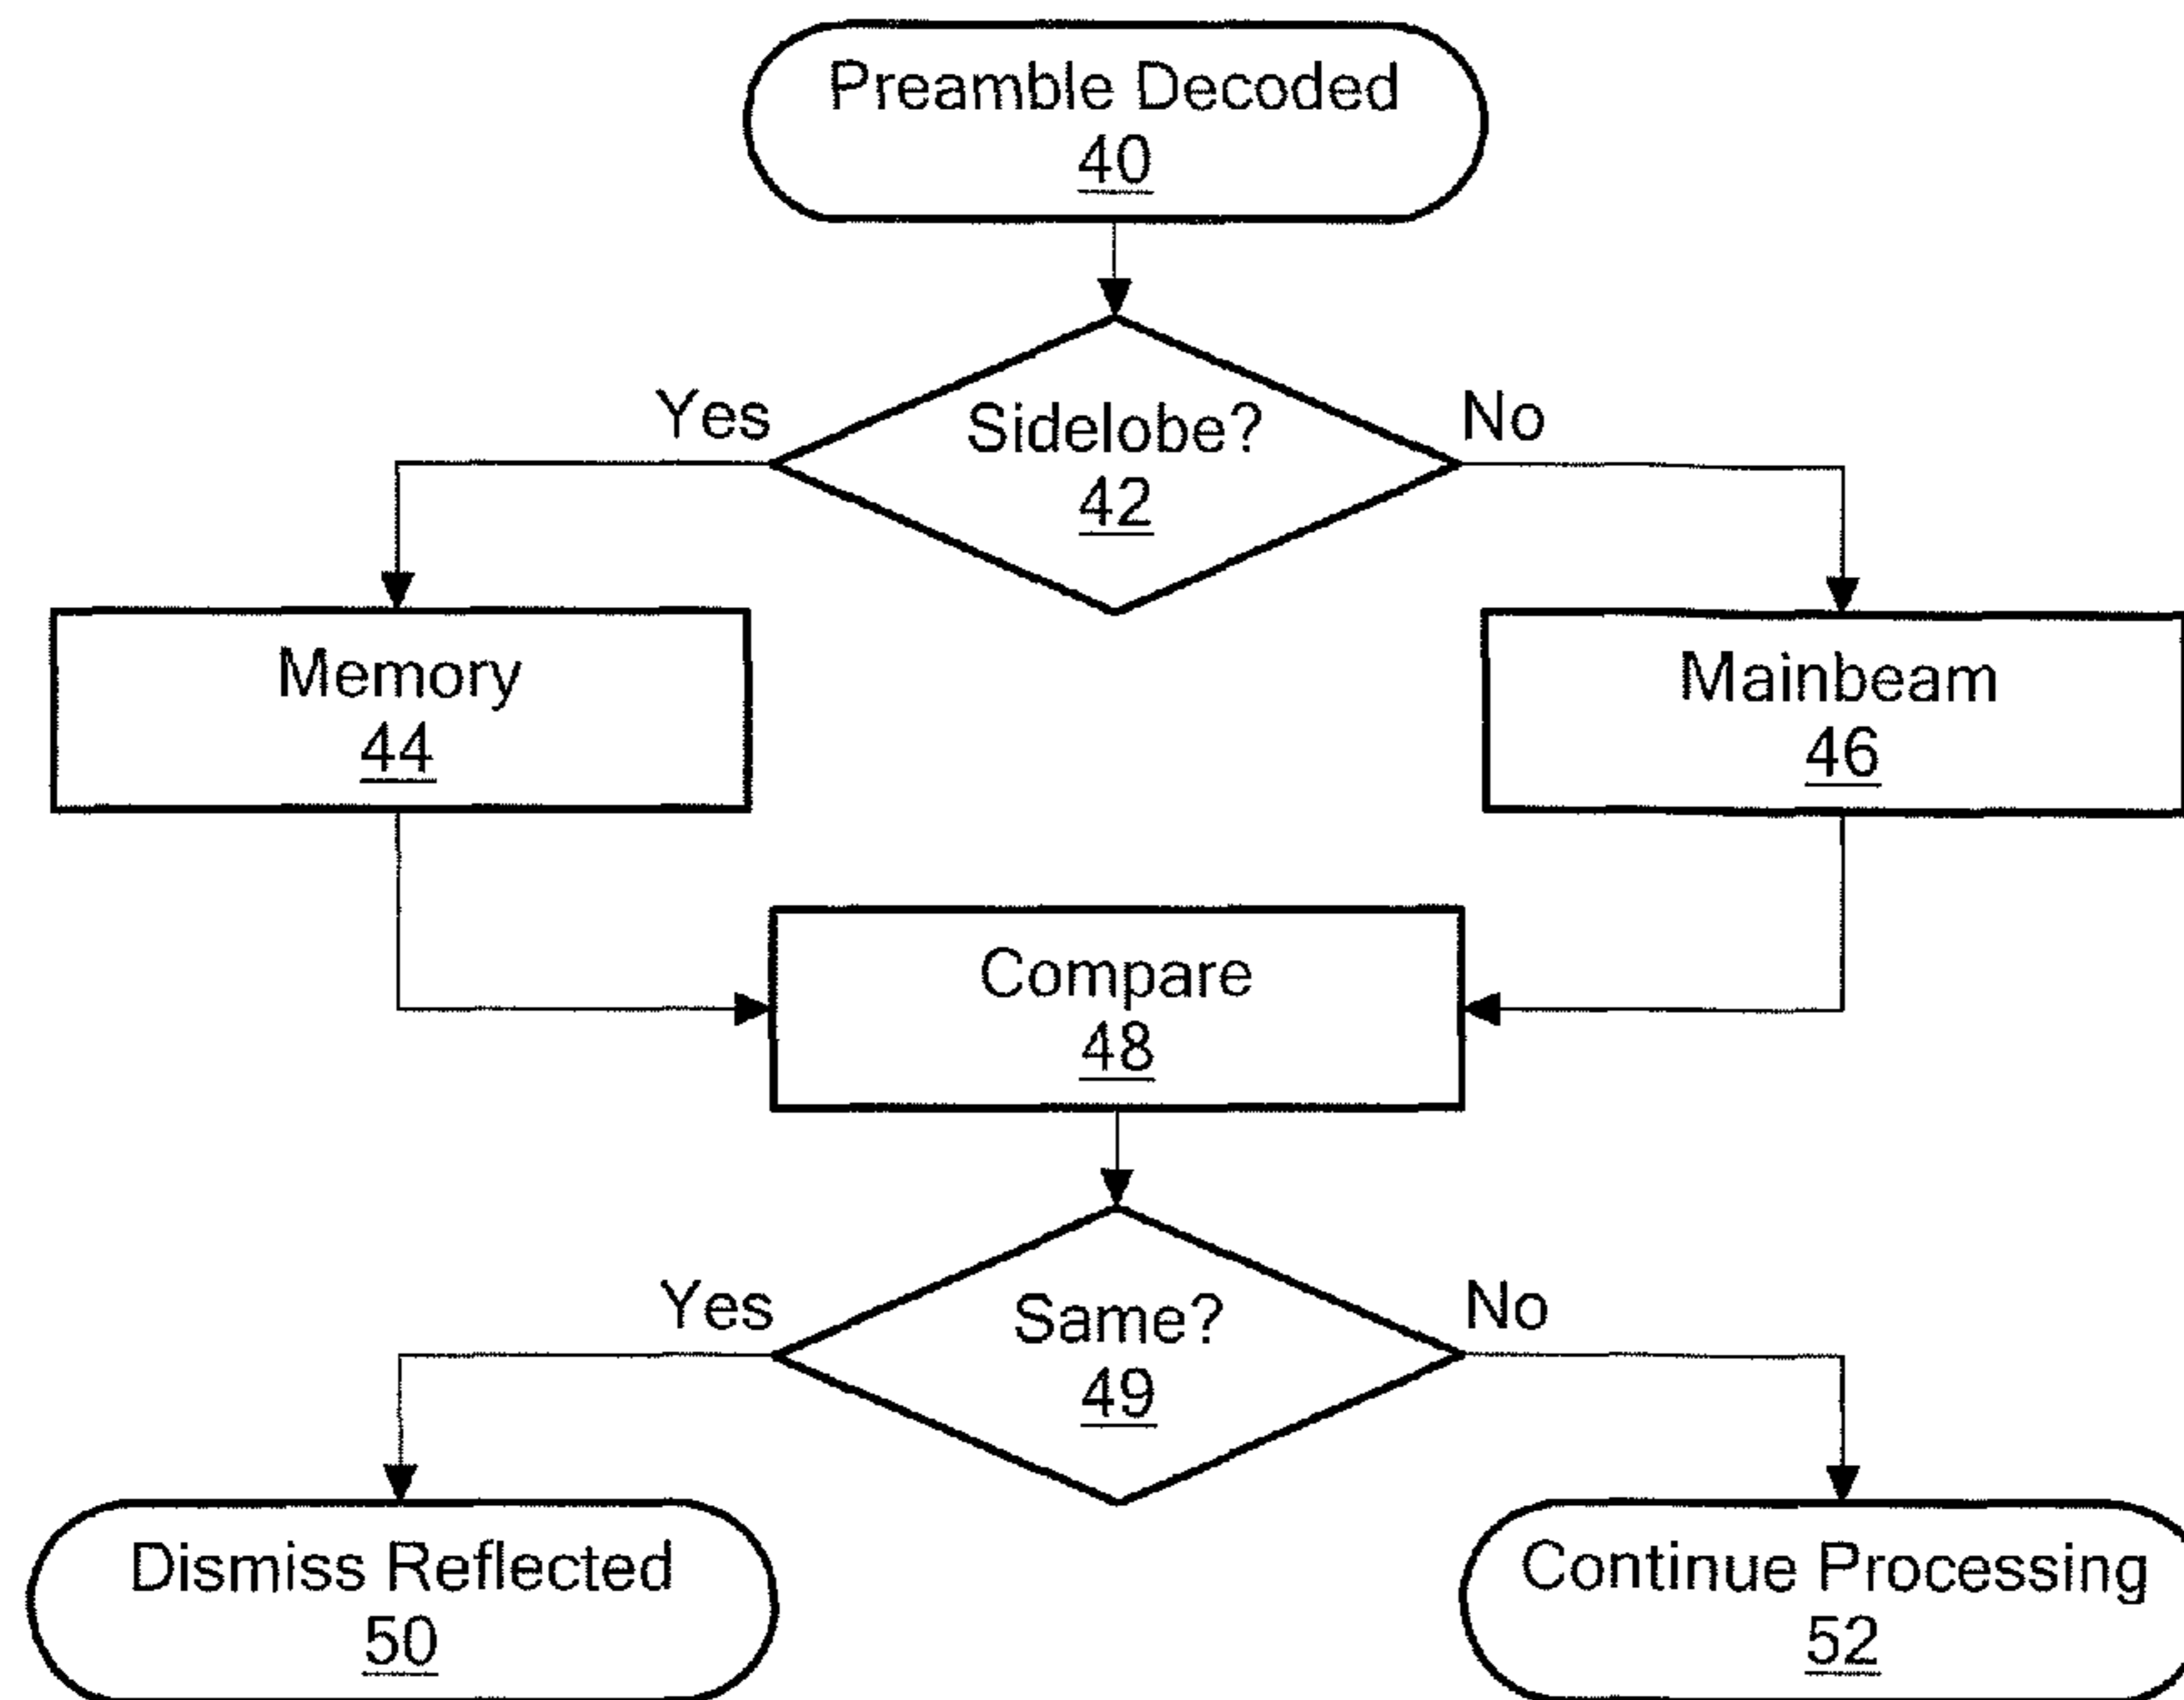 Preamble Decoded
40
Yes
Sidelobe?
No
42
Memory
44
Mainbeam
46
Compare
48
Yes
Same?
No
49
Dismiss Reflected
50
Continue Processing
52